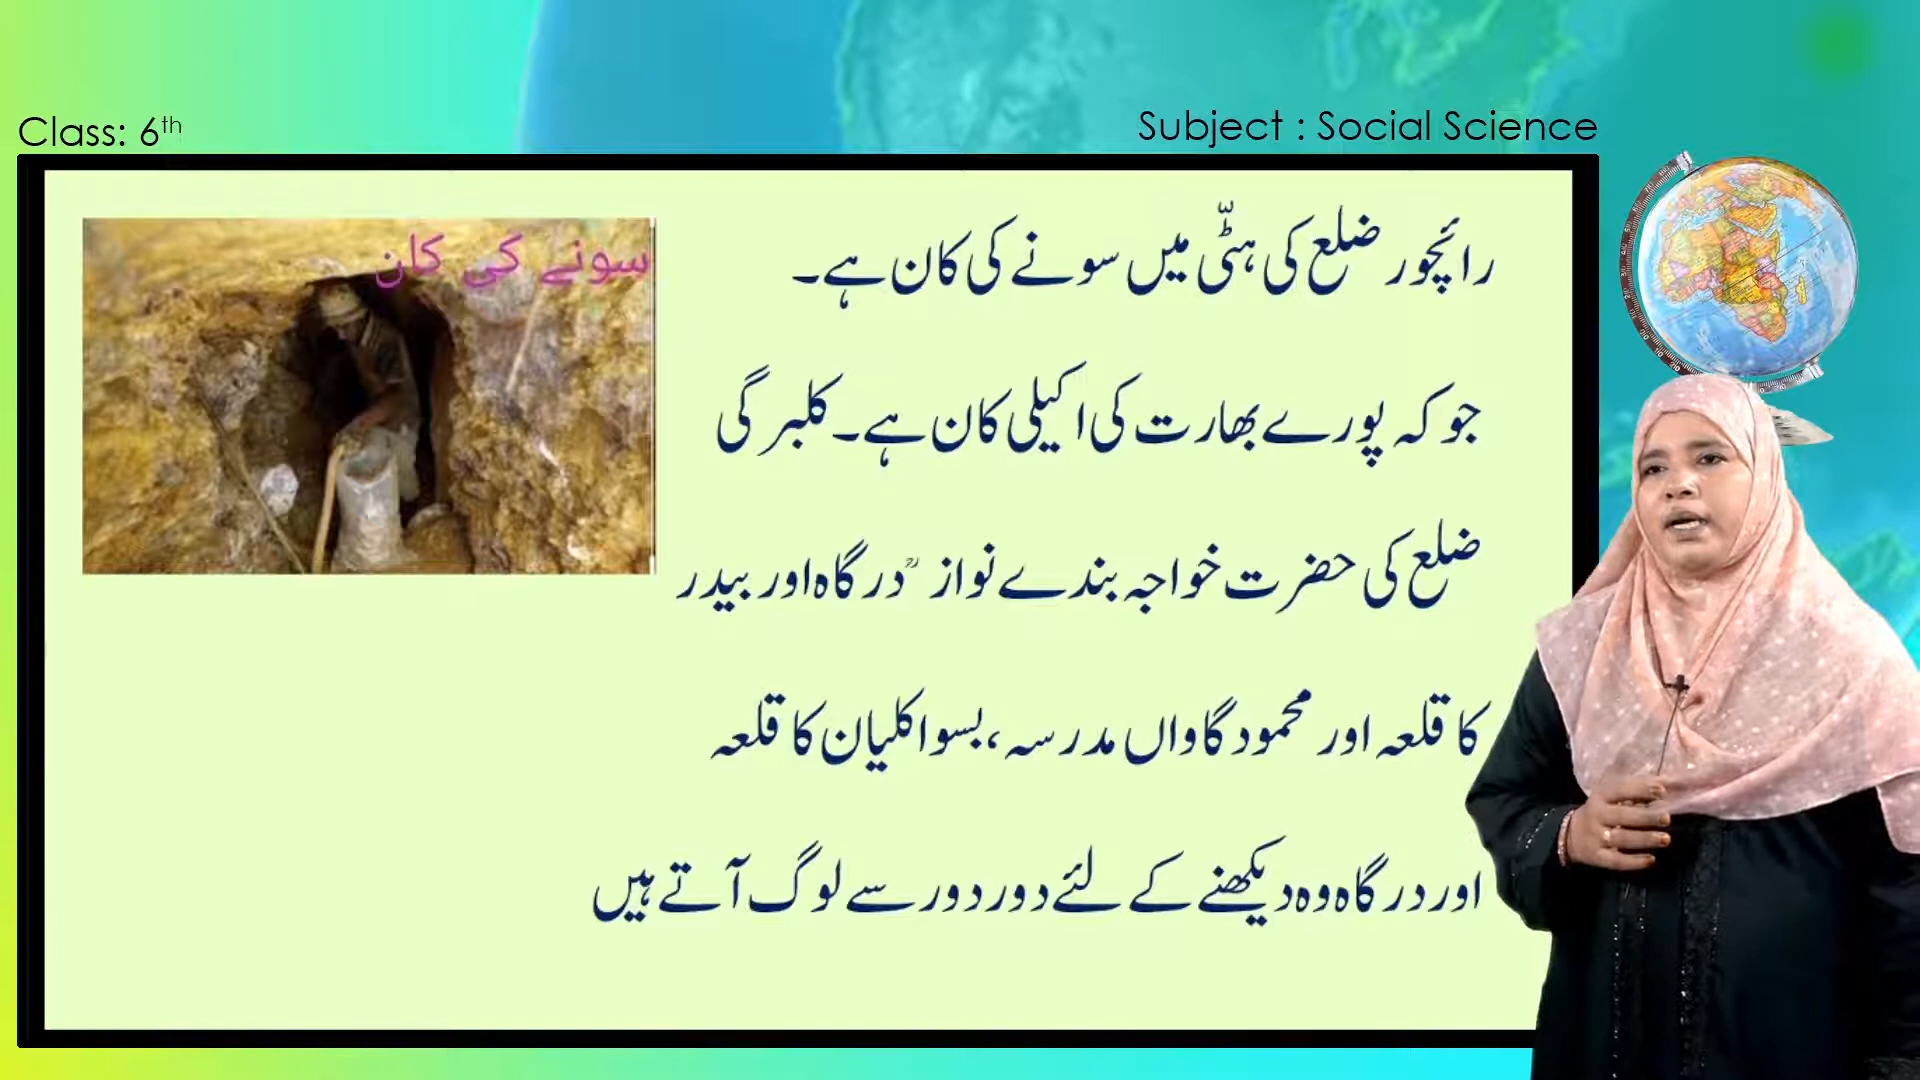 Class: 6th
Subject : Social Science
سونے کی کان
رائچور ضلع کی ہٹّی میں سونے کی کان ہے۔
جو کہ پورے بھارت کی اکیلی کان ہے۔ کلبرگی
ضلع کی حضرت خواجہ بندے نوازؒ درگاہ اور بیدر
کا قلعہ اور محمود گاواں مدرسہ، بسوا کلیان کا قلعہ
اور درگاہ وہ دیکھنے کے لئے دور دور سے لوگ آتے ہیں